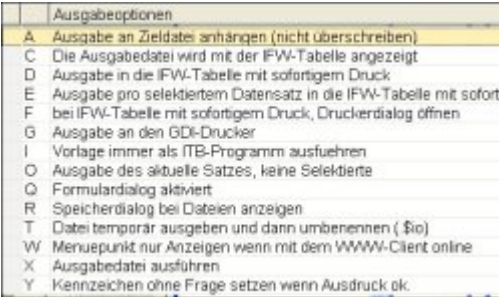 Ausgabeoptionen
A Ausgabe an Zieldatei anhängen (nicht überschreiben)
C Die Ausgabedatei wird mit der IFW-Tabelle angezeigt
D Ausgabe in die IFW-Tabelle mit sofortigem Druck
E Ausgabe pro selektiertem Datensatz in die IFW-Tabelle mit sofort
F bei IFW-Tabelle mit sofortigem Druck, Druckerdialog öffnen
G Ausgabe an den GDI-Drucker
I Vorlage immer als ITB-Programm ausfuehren
O Ausgabe des aktuelle Satzes, keine Selektierte
Q Formulardialog aktiviert
R Speicherdialog bei Dateien anzeigen
T Datei temporär ausgeben und dann umbenennen ( $io)
W Menuepunkt nur Anzeigen wenn mit dem WWW-Client online
X Ausgabedatei ausführen
Y Kennzeichen ohne Frage setzen wenn Ausdruck ok.